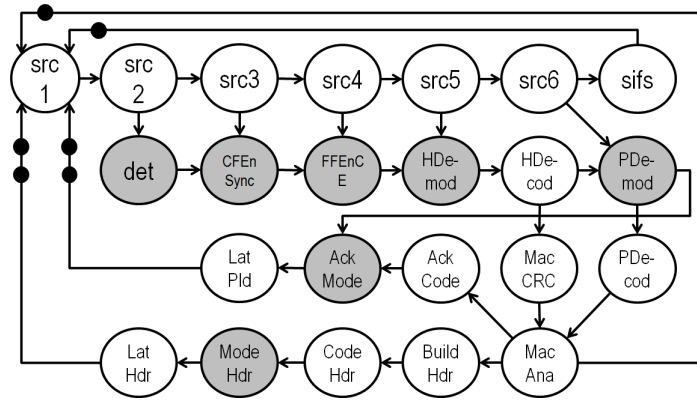 src
1
src
2
src3
src4
src5
src6
sifs
det
CFEn
Sync
FFEnC
E
HDe-
mod
HDe-
cod
PDe-
mod
Lat
Pld
Ack
Mode
Ack
Code
Mac
CRC
PDe-
cod
Lat
Hdr
Mode
Hdr
Code
Hdr
Build
Hdr
Mac
Ana